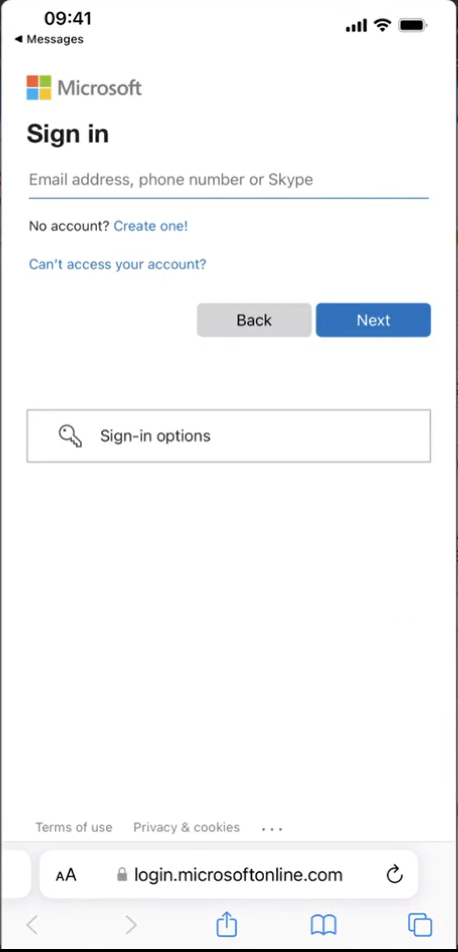 09:41
◀ Messages
Microsoft
Sign in
Email address, phone number or Skype
No account? Create one!
Can't access your account?
Back
Next
Sign-in options
Terms of use
Privacy & cookies
...
AA
login.microsoftonline.com